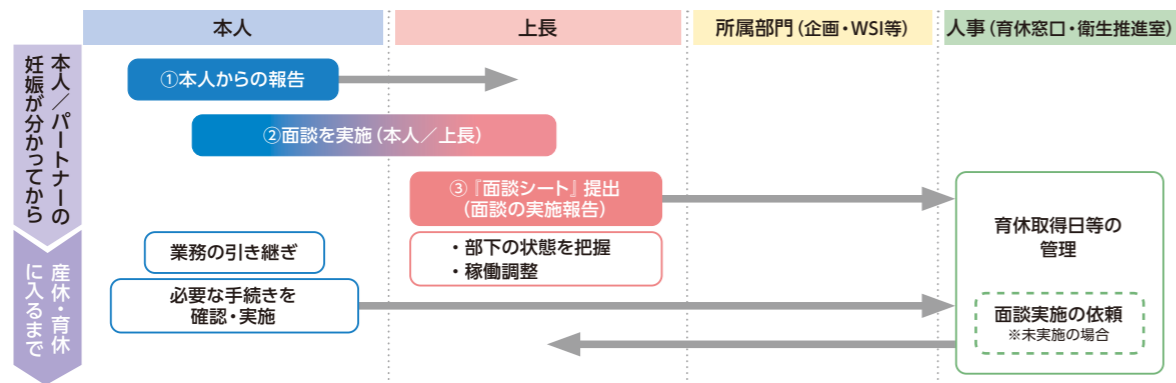 本人
上長
所属部門（企画・WSI等）
人事（育休窓口・衛生推進室）
本人／パートナーの
妊娠が分かってから
①本人からの報告
②面談を実施（本人／上長）
③『面談シート』提出
（面談の実施報告）
育休取得日等の
管理
産休・育休
に入るまで
業務の引き継ぎ
・部下の状態を把握
・稼働調整
必要な手続きを
確認・実施
面談実施の依頼
※未実施の場合